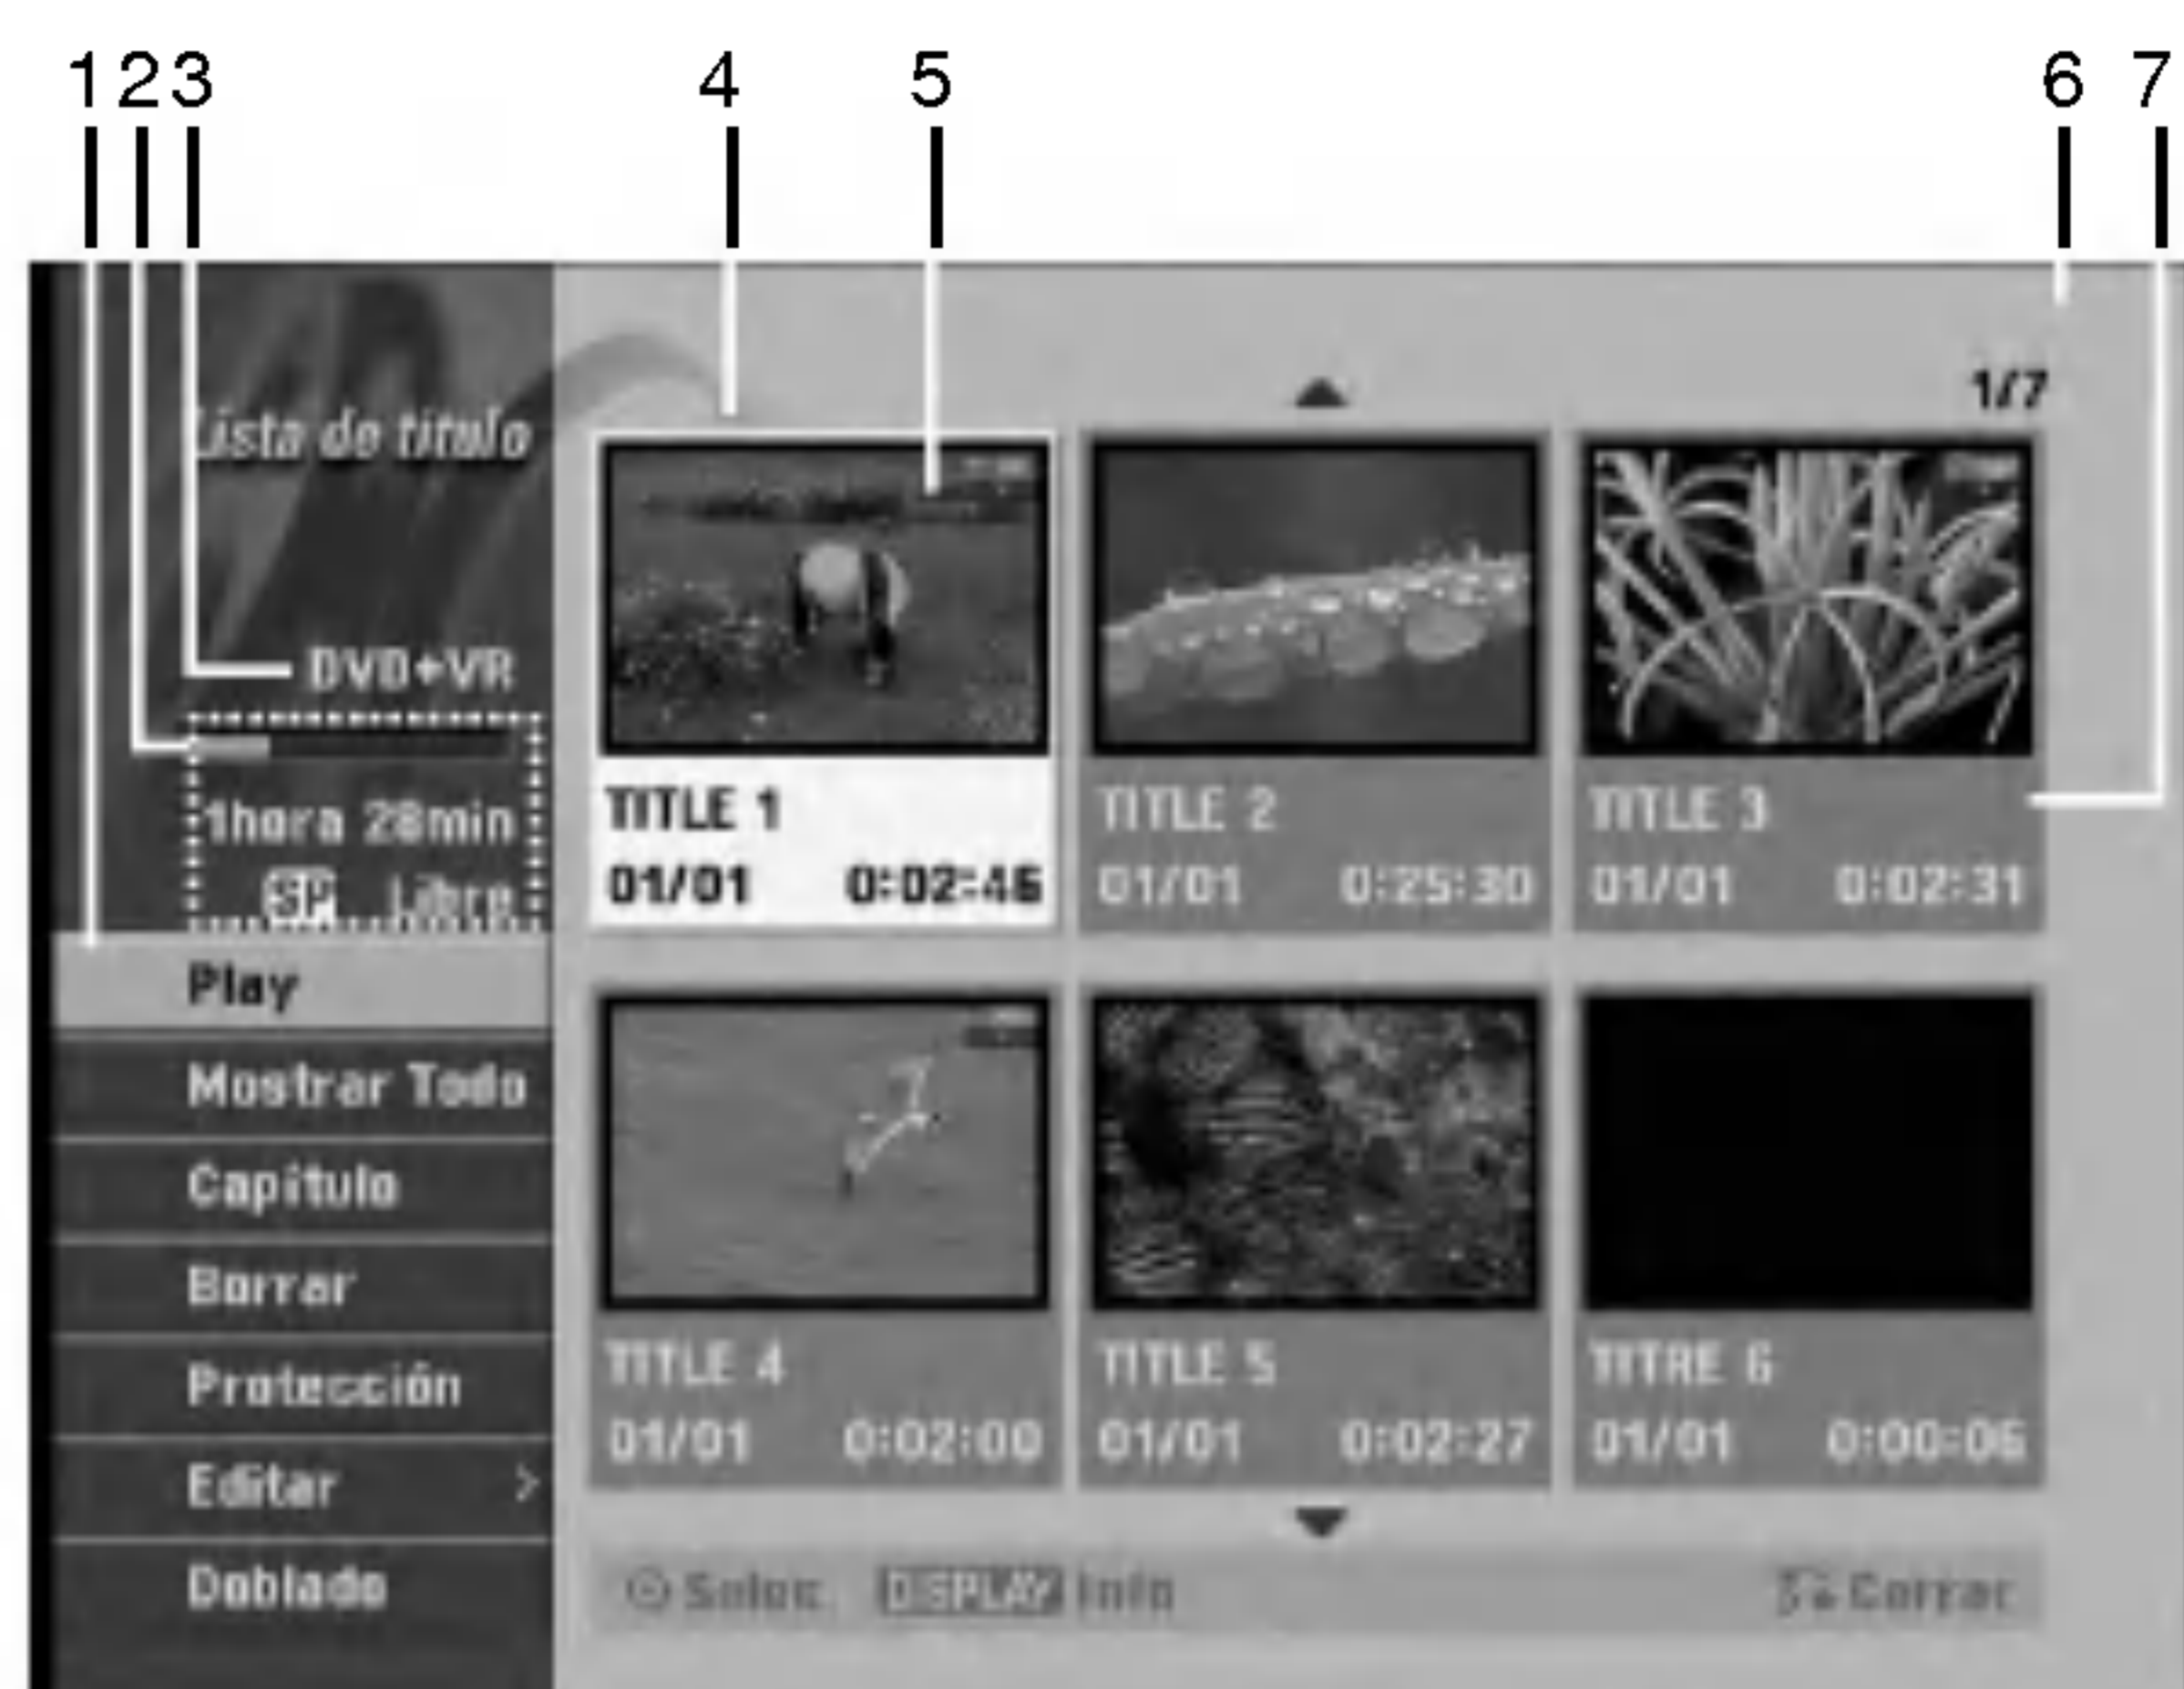 1 2 3 4 5 6 7
Lista de titulo
1/7
DVD+VR
1hora 28min
SP Libre
TITLE 1
01/01 0:02:46
TITLE 2
01/01 0:25:30
TITLE 3
01/01 0:02:31
Play
Mostrar Todo
Capítulo
Borrar
Protección
Editar >
Doblado
TITLE 4
01/01 0:02:00
TITLE 5
01/01 0:02:27
TITRE 6
01/01 0:00:06
Selec. DISPLAY Info
Cerrar